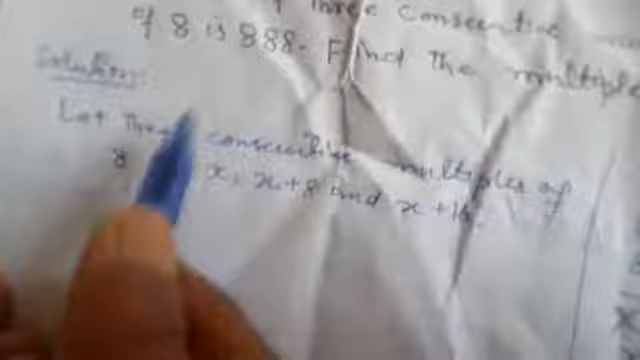 Three consecutive
of 8 is 888. Find the multiple
Solution:
Let Three consecutive multiples of
8 x, x+8 and x+16.